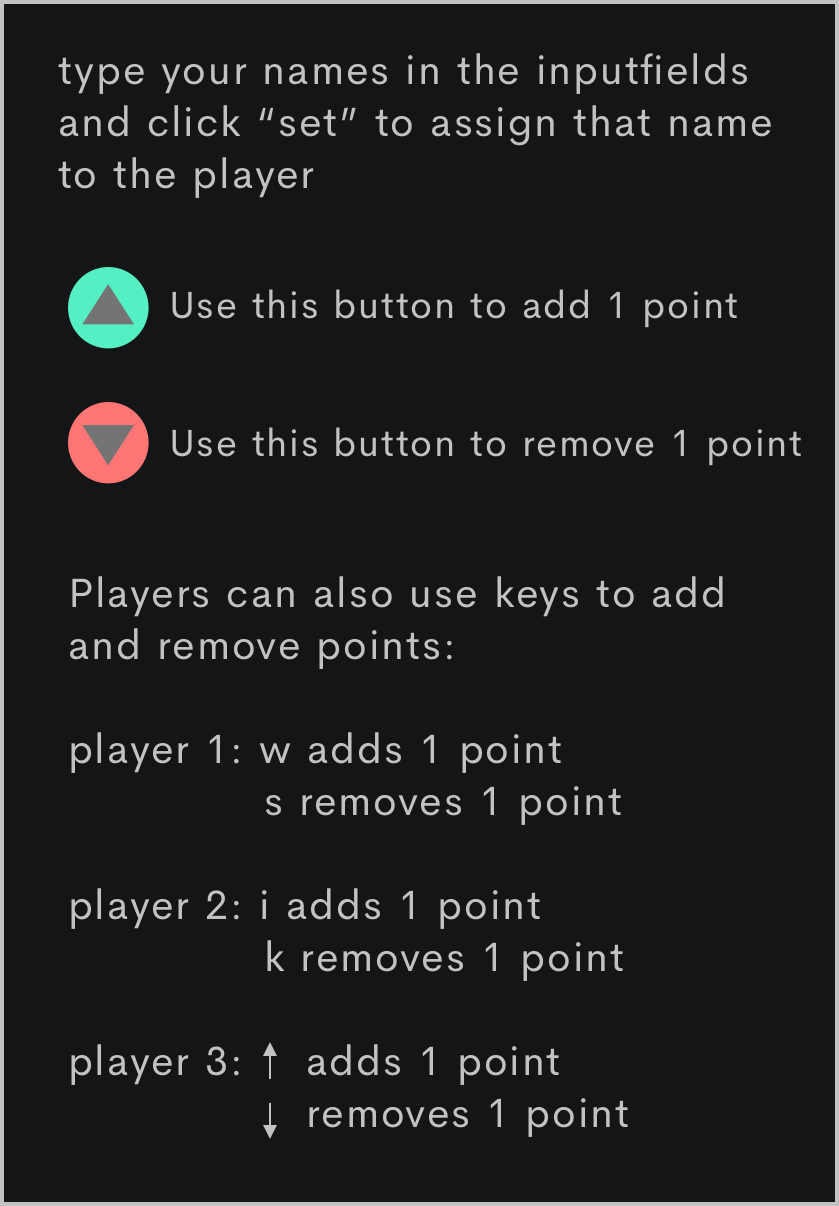 type your names in the inputfields
and click “set” to assign that name
to the player
Use this button to add 1 point
Use this button to remove 1 point
Players can also use keys to add
and remove points:
player 1: w adds 1 point
s removes 1 point
player 2: i adds 1 point
k removes 1 point
player 3: ↑ adds 1 point
↓ removes 1 point